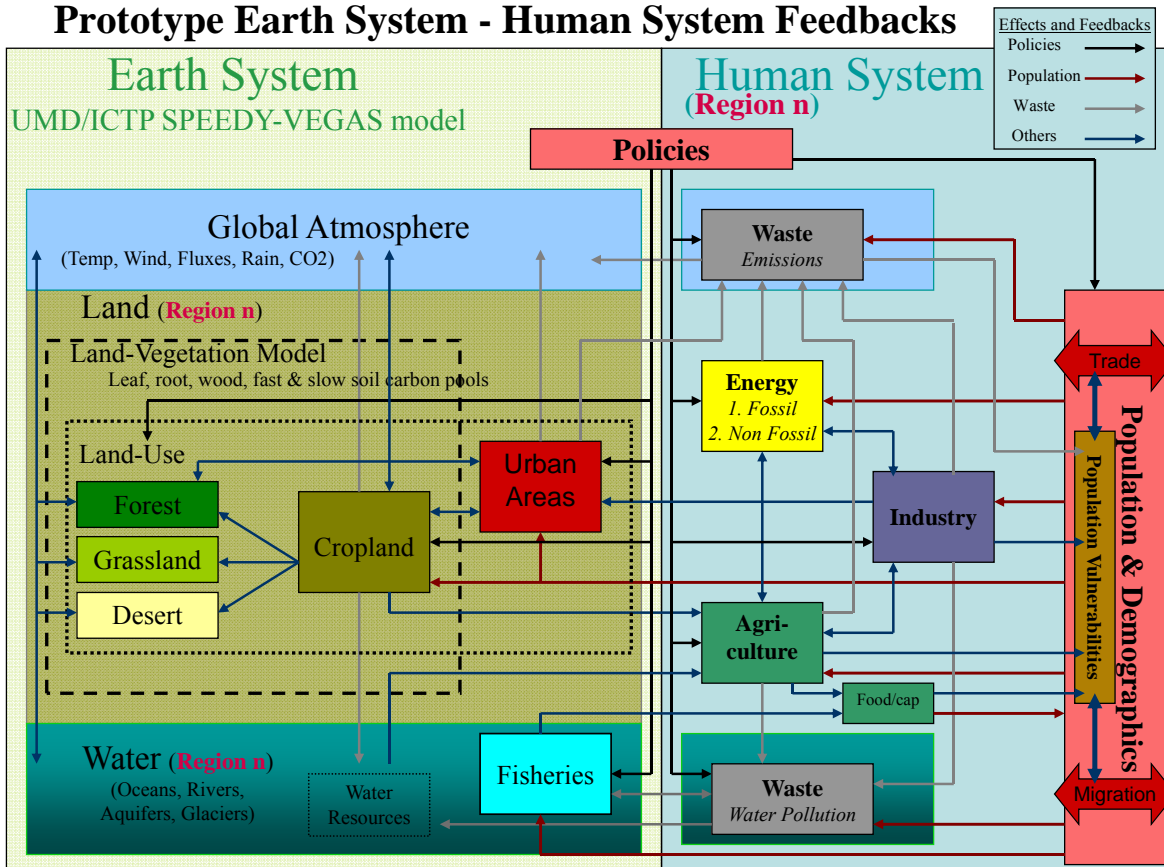 Prototype Earth System - Human System Feedbacks
Effects and Feedbacks
Policies
Population
Waste
Others
Earth System
UMD/ICTP SPEEDY-VEGAS model
Human System
(Region n)
Policies
Global Atmosphere
(Temp, Wind, Fluxes, Rain, CO2)
Waste
Emissions
Land (Region n)
Land-Vegetation Model
Leaf, root, wood, fast & slow soil carbon pools
Land-Use
Forest
Grassland
Desert
Cropland
Urban
Areas
Energy
1. Fossil
2. Non Fossil
Industry
Agri-
culture
Food/cap
Trade
Population Vulnerabilities
Population & Demographics
Migration
Water (Region n)
(Oceans, Rivers,
Aquifers, Glaciers)
Water
Resources
Fisheries
Waste
Water Pollution